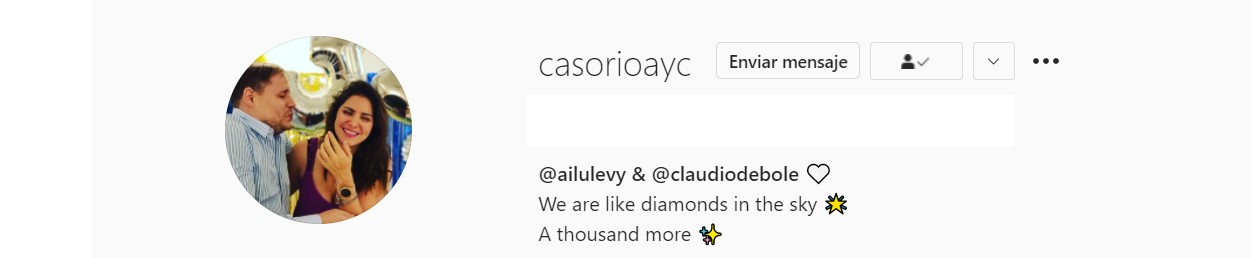 casorioayc Enviar mensaje
@ailulevy & @claudiodebole
We are like diamonds in the sky
A thousand more